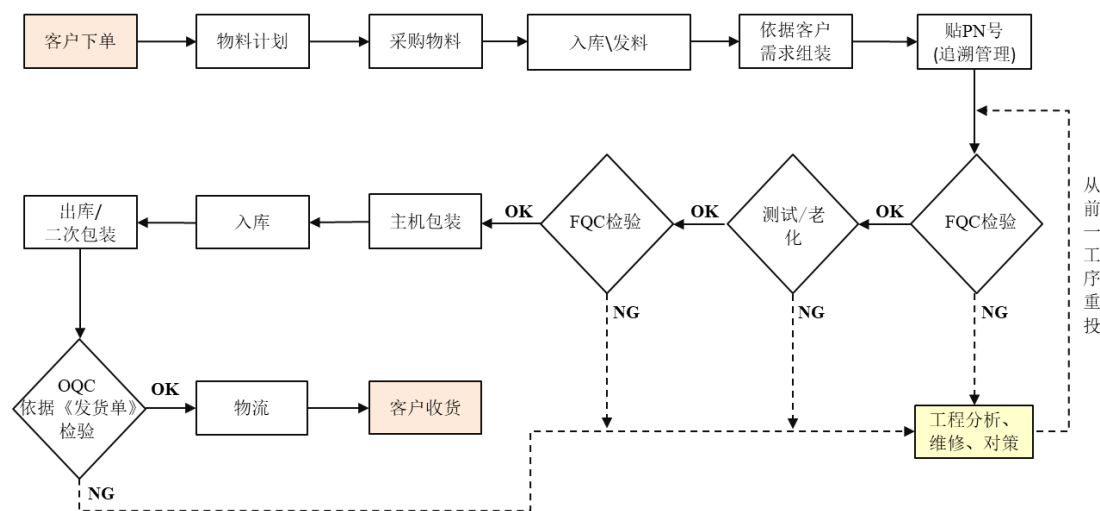 客户下单
物料计划
采购物料
入库\发料
依据客户
需求组装
贴PN号
(追溯管理)
从前一工序重投
出库/
二次包装
入库
主机包装
OK
FQC检验
OK
测试/老
化
OK
FQC检验
NG
NG
NG
OQC
依据《发货单》
检验
OK
物流
客户收货
工程分析、
维修、对策
NG